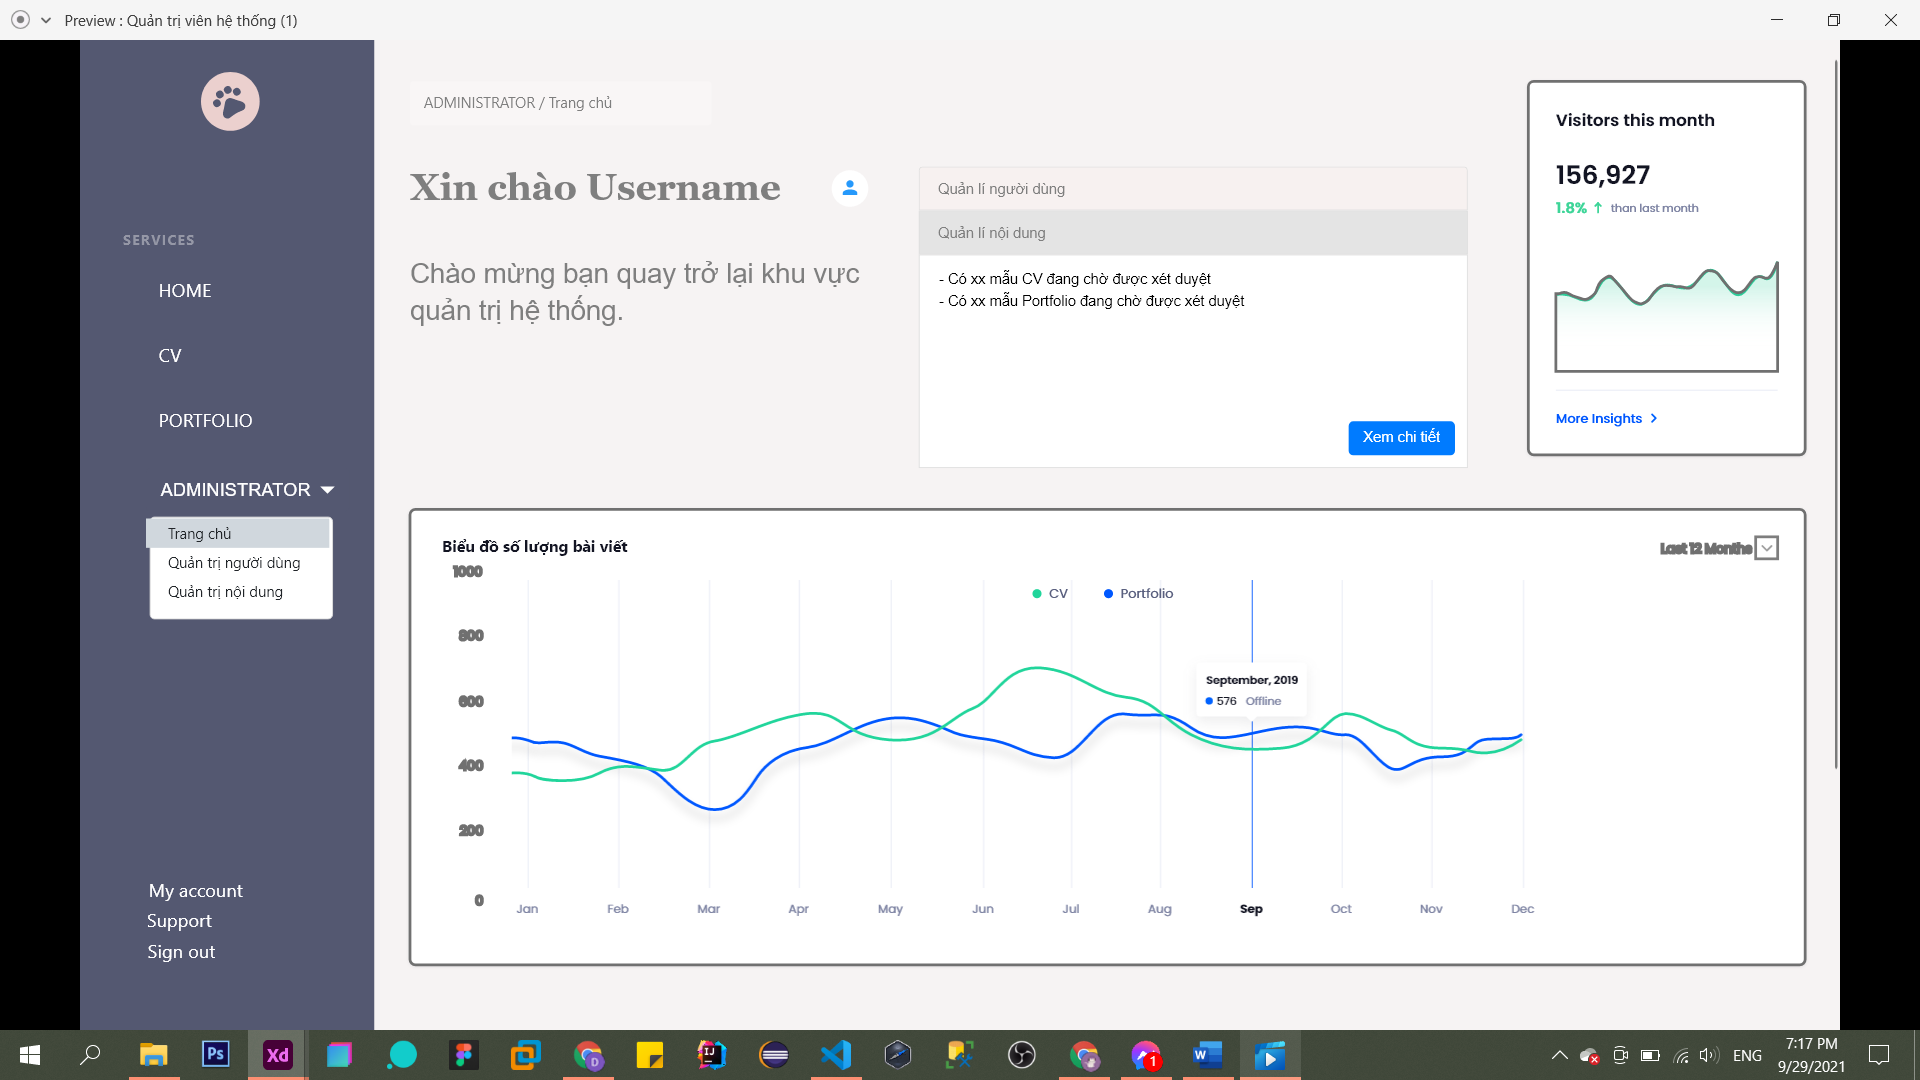 Preview : Quản trị viên hệ thống (1)
ADMINISTRATOR / Trang chủ
Xin chào Username
Chào mừng bạn quay trở lại khu vực
quản trị hệ thống.
SERVICES
HOME
CV
PORTFOLIO
ADMINISTRATOR
Trang chủ
Quản trị người dùng
Quản trị nội dung
My account
Support
Sign out
Quản lí người dùng
Quản lí nội dung
- Có xx mẫu CV đang chờ được xét duyệt
- Có xx mẫu Portfolio đang chờ được xét duyệt
Xem chi tiết
Visitors this month
156,927
1.8% ↑ than last month
More Insights
Biểu đồ số lượng bài viết
Last 12 Months
CV Portfolio
1000
800
600
400
200
0
September, 2019
576 Offline
Jan Feb Mar Apr May Jun Jul Aug Sep Oct Nov Dec
Ps
Xd
D
IJ
1
W
ENG
7:17 PM
9/29/2021